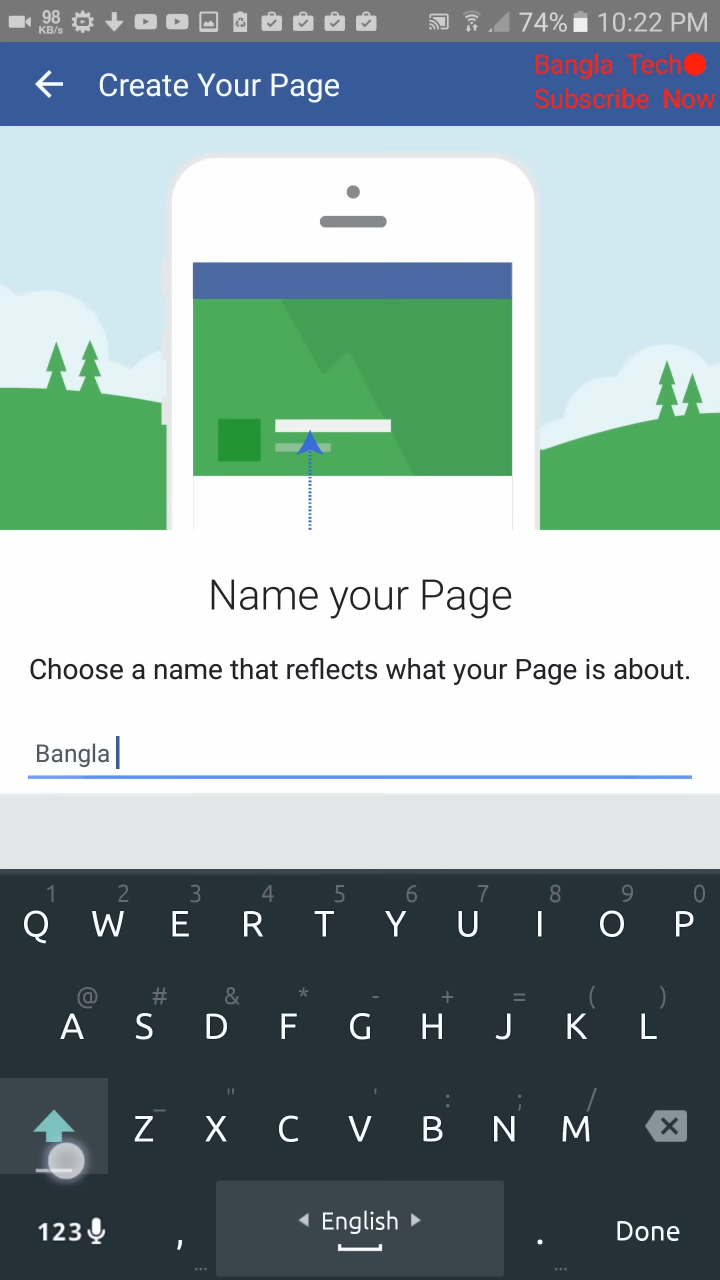 98
KB/s
74% 10:22 PM
Create Your Page
Bangla Tech
Subscribe Now
Name your Page
Choose a name that reflects what your Page is about.
Bangla
1 2 3 4 5 6 7 8 9 0
Q W E R T Y U I O P
@ # & * - + = ( )
A S D F G H J K L
_ " ' : ; /
Z X C V B N M
123 , English . Done
... ...